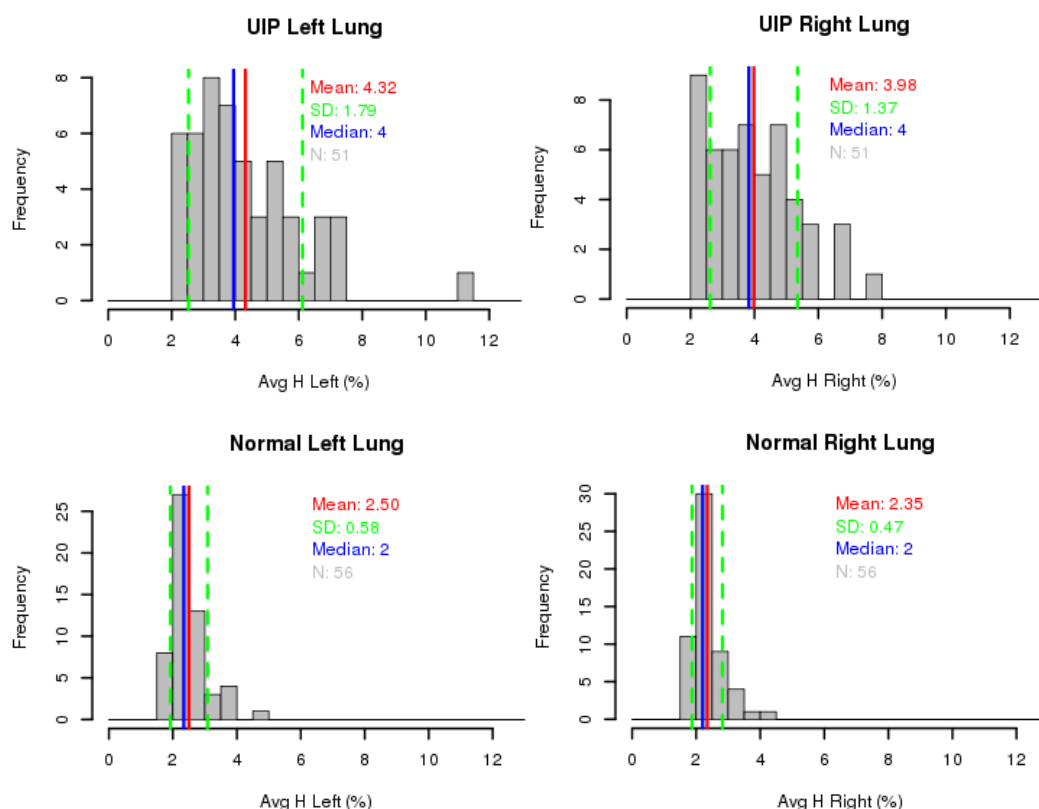 UIP Left Lung
Frequency
0 2 4 6 8
Mean: 4.32
SD: 1.79
Median: 4
N: 51
0 2 4 6 8 10 12
Avg H Left (%)
UIP Right Lung
Frequency
0 2 4 6 8
Mean: 3.98
SD: 1.37
Median: 4
N: 51
0 2 4 6 8 10 12
Avg H Right (%)
Normal Left Lung
Frequency
0 5 10 15 20 25
Mean: 2.50
SD: 0.58
Median: 2
N: 56
0 2 4 6 8 10 12
Avg H Left (%)
Normal Right Lung
Frequency
0 5 10 15 20 25 30
Mean: 2.35
SD: 0.47
Median: 2
N: 56
0 2 4 6 8 10 12
Avg H Right (%)